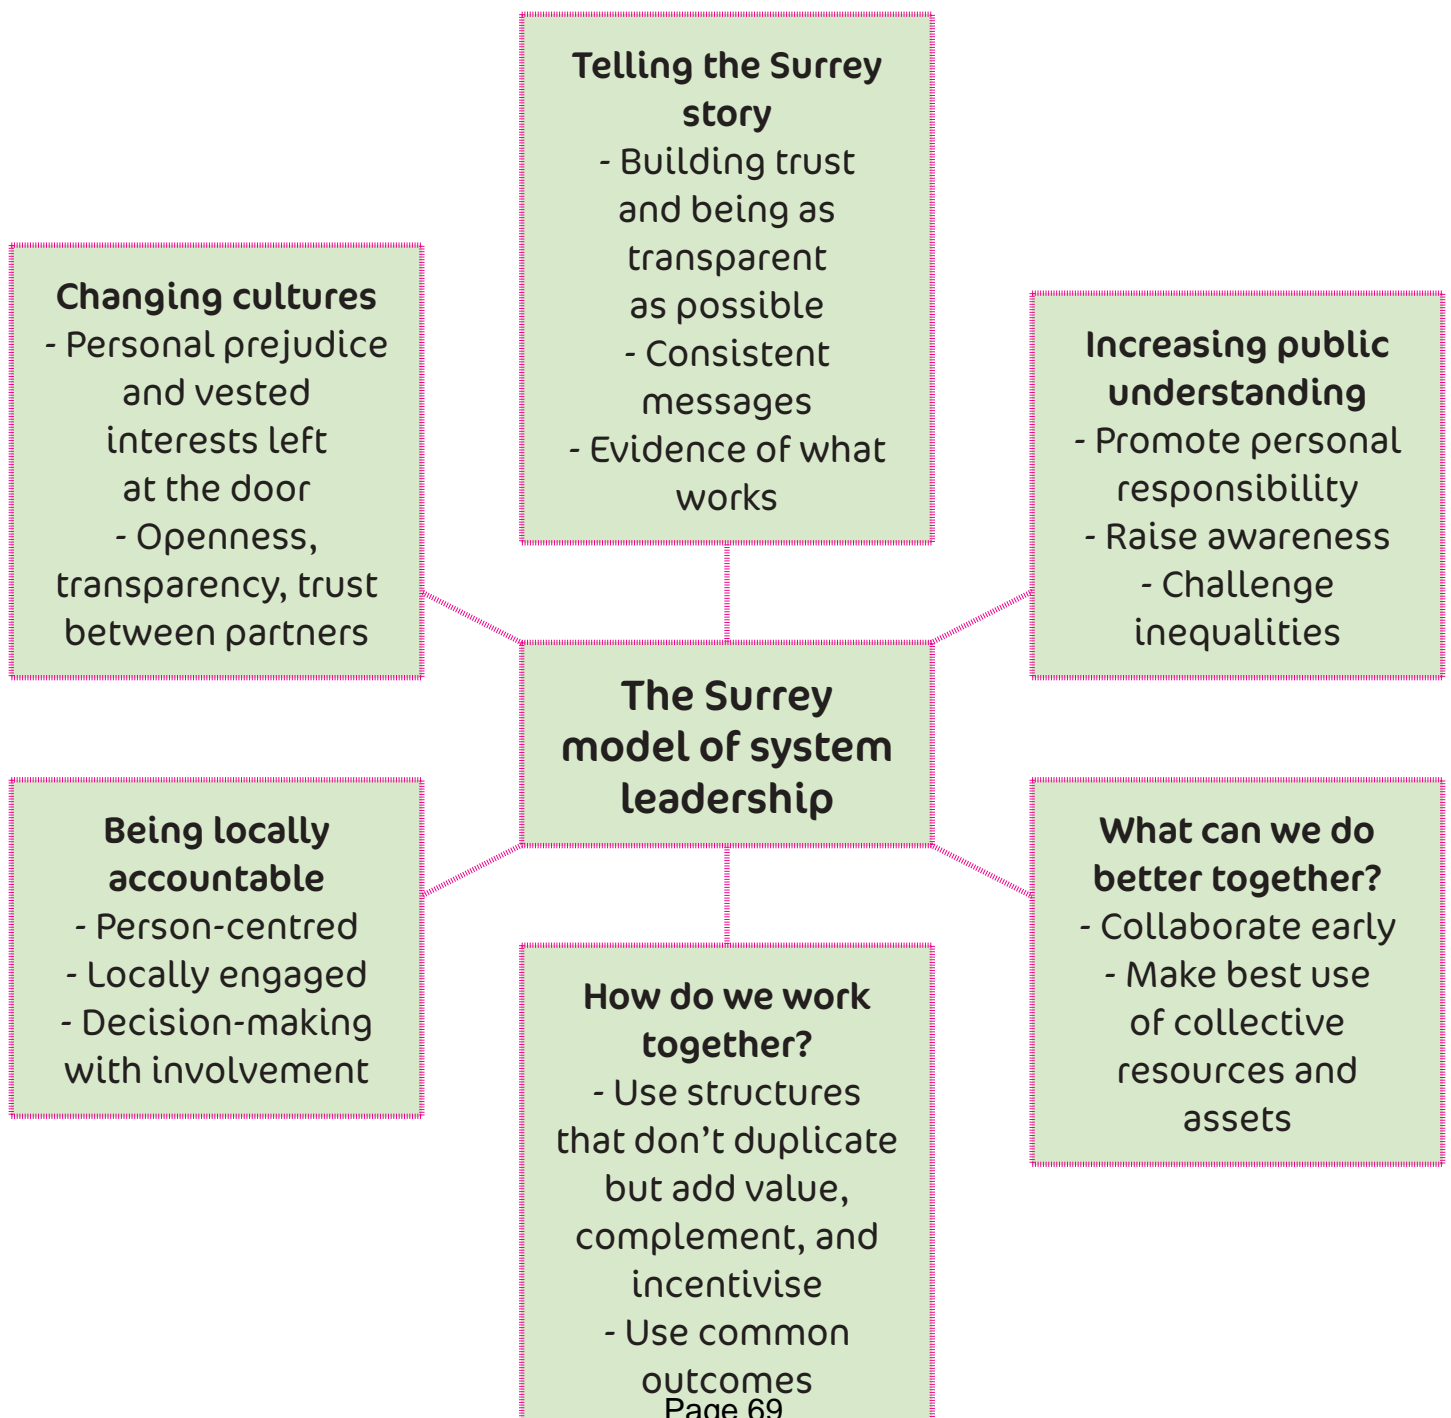 Telling the Surrey
story
- Building trust
and being as
transparent
as possible
- Consistent
messages
- Evidence of what
works
Changing cultures
- Personal prejudice
and vested
interests left
at the door
- Openness,
transparency, trust
between partners
Increasing public
understanding
- Promote personal
responsibility
- Raise awareness
- Challenge
inequalities
The Surrey
model of system
leadership
Being locally
accountable
- Person-centred
- Locally engaged
- Decision-making
with involvement
What can we do
better together?
- Collaborate early
- Make best use
of collective
resources and
assets
How do we work
together?
- Use structures
that don’t duplicate
but add value,
complement, and
incentivise
- Use common
outcomes
Page 69